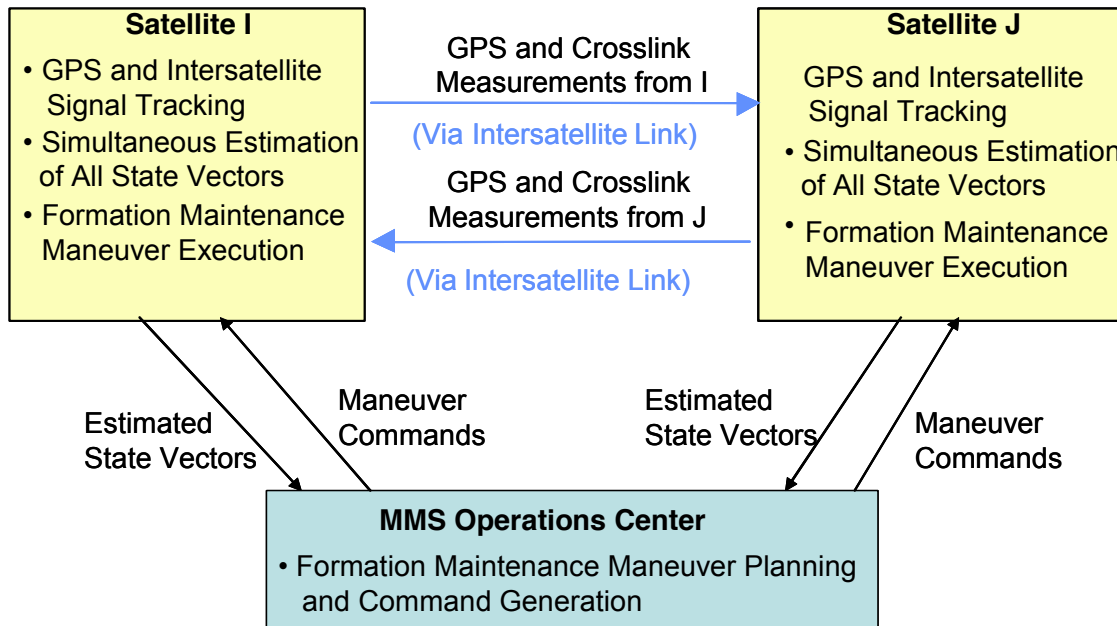 Satellite I
• GPS and Intersatellite
Signal Tracking
• Simultaneous Estimation
of All State Vectors
• Formation Maintenance
Maneuver Execution
GPS and Crosslink
Measurements from I
(Via Intersatellite Link)
GPS and Crosslink
Measurements from J
(Via Intersatellite Link)
Satellite J
GPS and Intersatellite
Signal Tracking
• Simultaneous Estimation
of All State Vectors
• Formation Maintenance
Maneuver Execution
Estimated
State Vectors
Maneuver
Commands
Estimated
State Vectors
Maneuver
Commands
MMS Operations Center
• Formation Maintenance Maneuver Planning
and Command Generation